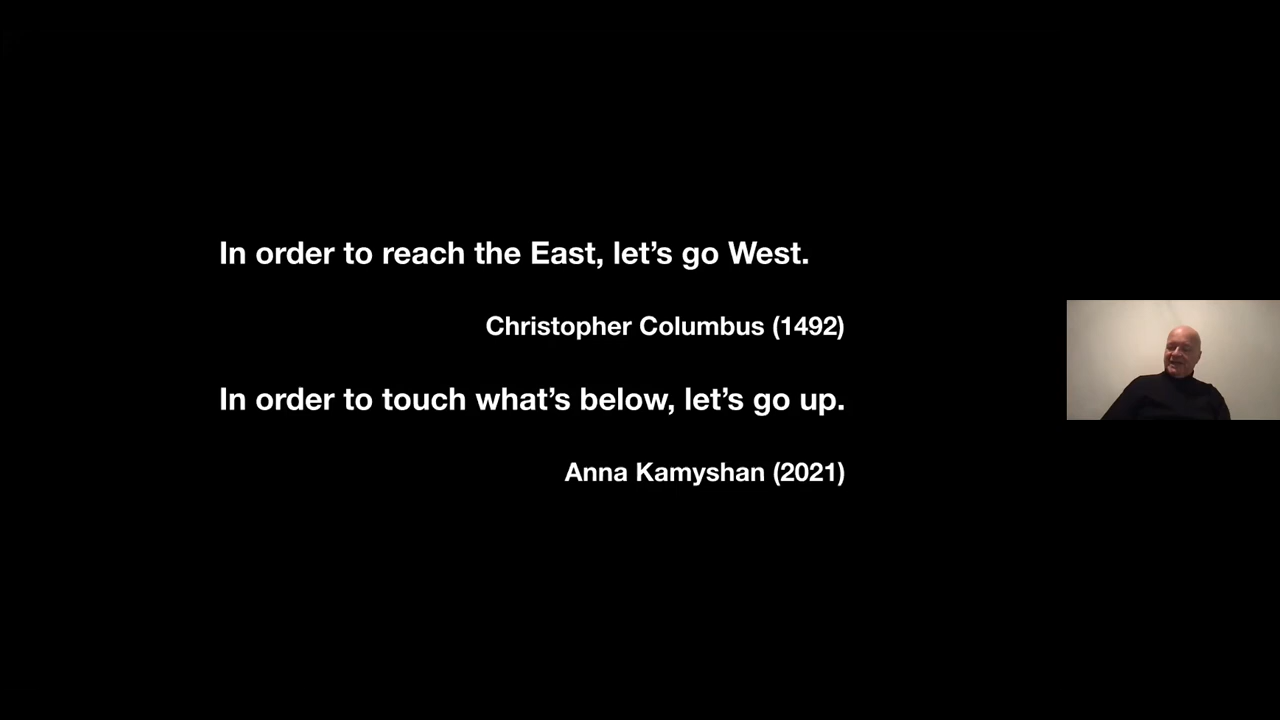 In order to reach the East, let’s go West.
Christopher Columbus (1492)
In order to touch what’s below, let’s go up.
Anna Kamyshan (2021)